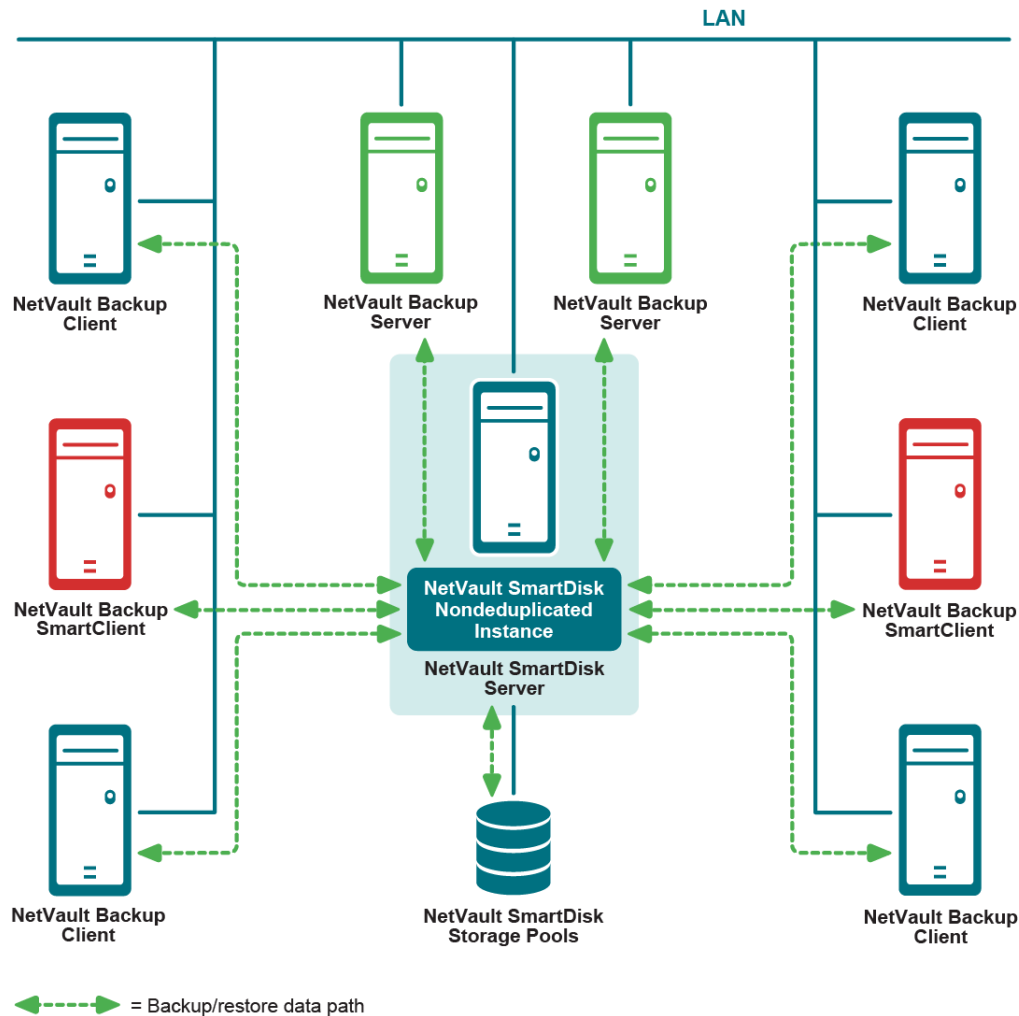 LAN
NetVault Backup
Client
NetVault Backup
Server
NetVault Backup
Server
NetVault Backup
Client
NetVault Backup
SmartClient
NetVault SmartDisk
Nondeduplicated
Instance
NetVault Backup
SmartClient
NetVault SmartDisk
Server
NetVault Backup
Client
NetVault SmartDisk
Storage Pools
NetVault Backup
Client
= Backup/restore data path